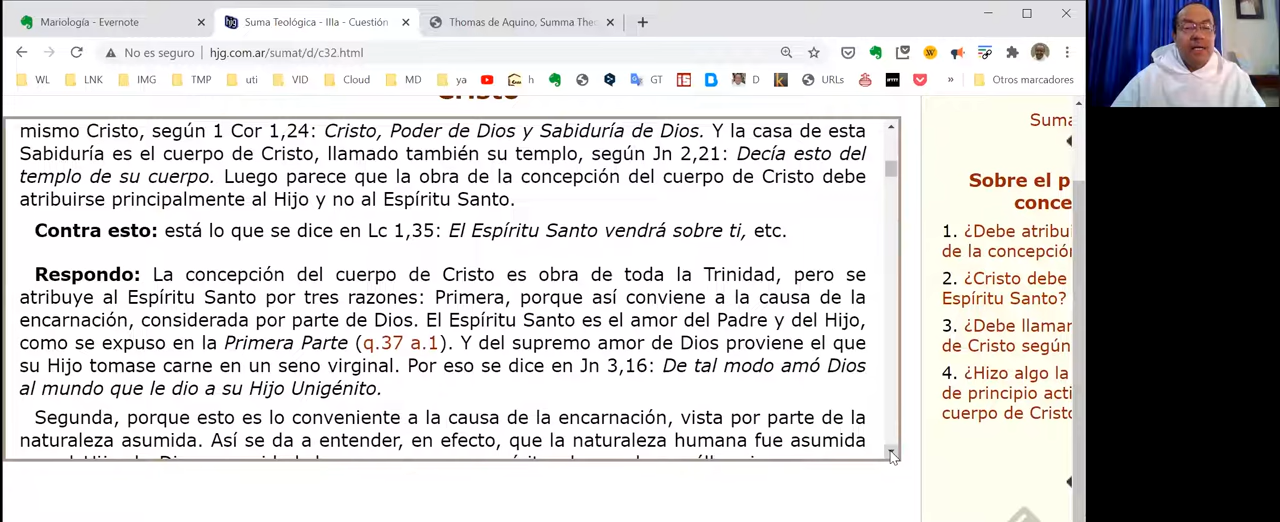 Mariología - Evernote
Suma Teológica - IIIa - Cuestión
Thomas de Aquino, Summa The
No es seguro
hjg.com.ar/sumat/d/c32.html
WL
LNK
IMG
TMP
uti
VID
Cloud
MD
ya
h
GT
D
URLs
Otros marcadores
Cristo
mismo Cristo, según 1 Cor 1,24: Cristo, Poder de Dios y Sabiduría de Dios. Y la casa de esta
Sabiduría es el cuerpo de Cristo, llamado también su templo, según Jn 2,21: Decía esto del
templo de su cuerpo. Luego parece que la obra de la concepción del cuerpo de Cristo debe
atribuirse principalmente al Hijo y no al Espíritu Santo.
Contra esto: está lo que se dice en Lc 1,35: El Espíritu Santo vendrá sobre ti, etc.
Respondo: La concepción del cuerpo de Cristo es obra de toda la Trinidad, pero se
atribuye al Espíritu Santo por tres razones: Primera, porque así conviene a la causa de la
encarnación, considerada por parte de Dios. El Espíritu Santo es el amor del Padre y del Hijo,
como se expuso en la Primera Parte (q.37 a.1). Y del supremo amor de Dios proviene el que
su Hijo tomase carne en un seno virginal. Por eso se dice en Jn 3,16: De tal modo amó Dios
al mundo que le dio a su Hijo Unigénito.
Segunda, porque esto es lo conveniente a la causa de la encarnación, vista por parte de la
naturaleza asumida. Así se da a entender, en efecto, que la naturaleza humana fue asumida
Suma
Sobre el p
conce
1. ¿Debe atribui
de la concepción
2. ¿Cristo debe
Espíritu Santo?
3. ¿Debe llamar
de Cristo según
4. ¿Hizo algo la
de principio acti
cuerpo de Cristo